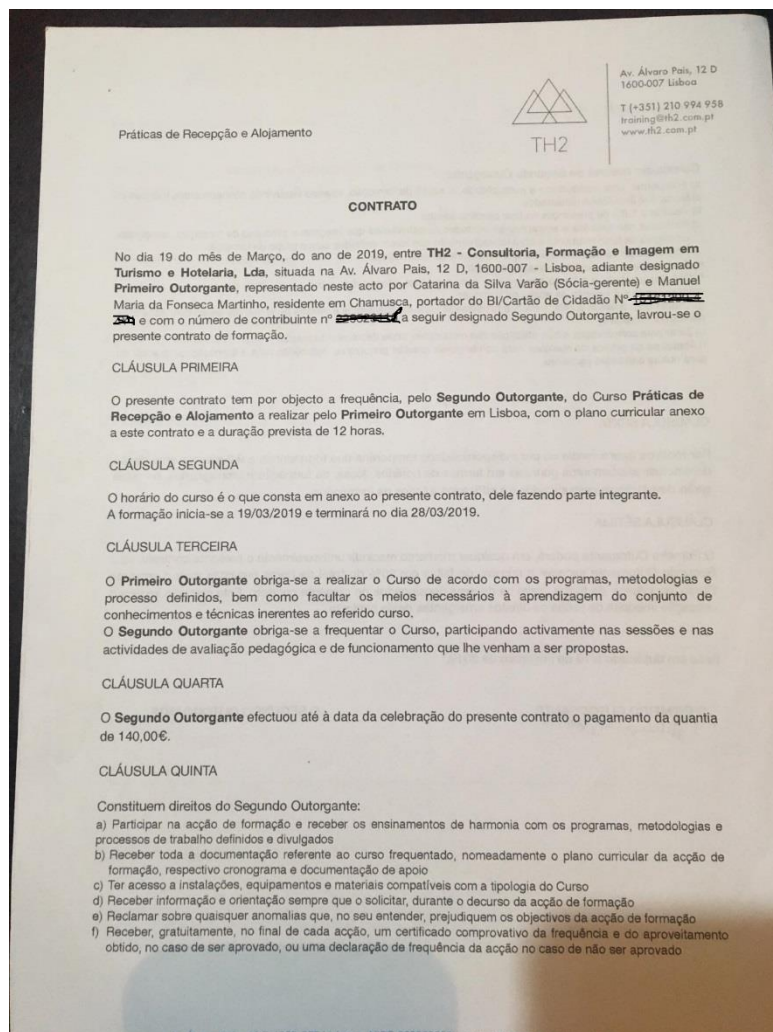 Av. Álvaro Pais, 12 D
1600-007 Lisboa
T (+351) 210 994 958
training@th2.com.pt
www.th2.com.pt
TH2
Práticas de Recepção e Alojamento
CONTRATO
No dia 19 do mês de Março, do ano de 2019, entre TH2 - Consultoria, Formação e Imagem em
Turismo e Hotelaria, Lda, situada na Av. Álvaro Pais, 12 D, 1600-007 - Lisboa, adiante designado
Primeiro Outorgante, representado neste acto por Catarina da Silva Varão (Sócia-gerente) e Manuel
Maria da Fonseca Martinho, residente em Chamusca, portador do BI/Cartão de Cidadão Nº
e com o número de contribuinte nº a seguir designado Segundo Outorgante, lavrou-se o
presente contrato de formação.
CLÁUSULA PRIMEIRA
O presente contrato tem por objecto a frequência, pelo Segundo Outorgante, do Curso Práticas de
Recepção e Alojamento a realizar pelo Primeiro Outorgante em Lisboa, com o plano curricular anexo
a este contrato e a duração prevista de 12 horas.
CLÁUSULA SEGUNDA
O horário do curso é o que consta em anexo ao presente contrato, dele fazendo parte integrante.
A formação inicia-se a 19/03/2019 e terminará no dia 28/03/2019.
CLÁUSULA TERCEIRA
O Primeiro Outorgante obriga-se a realizar o Curso de acordo com os programas, metodologias e
processo definidos, bem como facultar os meios necessários à aprendizagem do conjunto de
conhecimentos e técnicas inerentes ao referido curso.
O Segundo Outorgante obriga-se a frequentar o Curso, participando activamente nas sessões e nas
actividades de avaliação pedagógica e de funcionamento que lhe venham a ser propostas.
CLÁUSULA QUARTA
O Segundo Outorgante efectuou até à data da celebração do presente contrato o pagamento da quantia
de 140,00€.
CLÁUSULA QUINTA
Constituem direitos do Segundo Outorgante:
a) Participar na acção de formação e receber os ensinamentos de harmonia com os programas, metodologias e
processos de trabalho definidos e divulgados
b) Receber toda a documentação referente ao curso frequentado, nomeadamente o plano curricular da acção de
formação, respectivo cronograma e documentação de apoio
c) Ter acesso a instalações, equipamentos e materiais compatíveis com a tipologia do Curso
d) Receber informação e orientação sempre que o solicitar, durante o decurso da acção de formação
e) Reclamar sobre quaisquer anomalias que, no seu entender, prejudiquem os objectivos da acção de formação
f) Receber, gratuitamente, no final de cada acção, um certificado comprovativo da frequência e do aproveitamento
obtido, no caso de ser aprovado, ou uma declaração de frequência da acção no caso de não ser aprovado